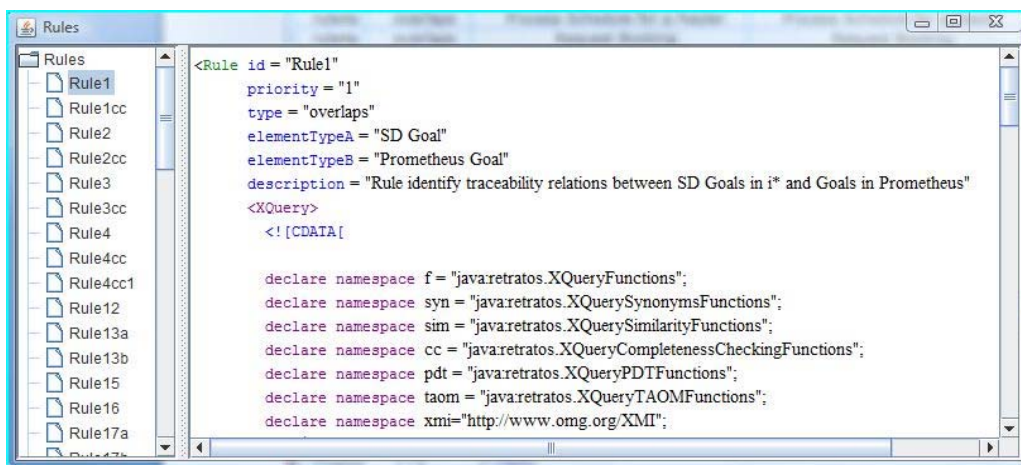 Rules
Rules
Rule1
Rule1cc
Rule2
Rule2cc
Rule3
Rule3cc
Rule4
Rule4cc
Rule4cc1
Rule12
Rule13a
Rule13b
Rule15
Rule16
Rule17a
Rule17b
<Rule id = "Rule1"
priority = "1"
type = "overlaps"
elementTypeA = "SD Goal"
elementTypeB = "Prometheus Goal"
description = "Rule identify traceability relations between SD Goals in i* and Goals in Prometheus"
<XQuery>
<![CDATA[
declare namespace f = "java:retratos.XQueryFunctions";
declare namespace syn = "java:retratos.XQuerySynonymsFunctions";
declare namespace sim = "java:retratos.XQuerySimilarityFunctions";
declare namespace cc = "java:retratos.XQueryCompletenessCheckingFunctions";
declare namespace pdt = "java:retratos.XQueryPDTFunctions";
declare namespace taom = "java:retratos.XQueryTAOMFunctions";
declare namespace xmi="http://www.omg.org/XMI";